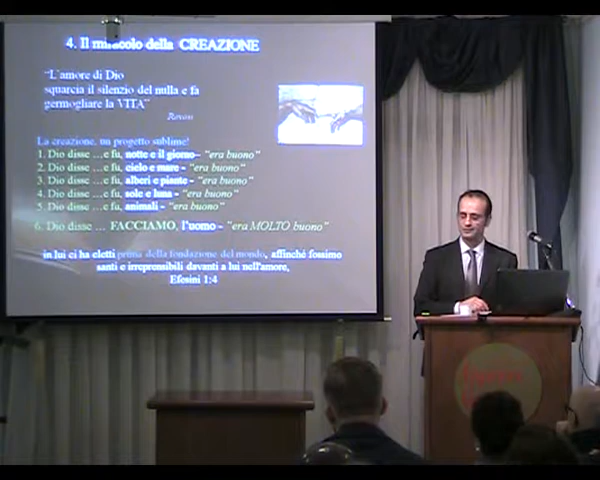 4. Il miracolo della CREAZIONE
"L'amore di Dio
squarcia il silenzio del nulla e fa
germogliare la VITA"
La creazione, un progetto sublime!
1. Dio disse …e fu, notte e il giorno– "era buono"
2. Dio disse …e fu, cielo e mare - "era buono"
3. Dio disse …e fu, alberi e piante - "era buono"
4. Dio disse …e fu, sole e luna - "era buono"
5. Dio disse …e fu, animali - "era buono"
6. Dio disse … FACCIAMO, l'uomo - "era MOLTO buono"
in lui ci ha eletti prima della fondazione del mondo, affinché fossimo
santi e irreprensibili davanti a lui nell'amore,
Efesini 1:4